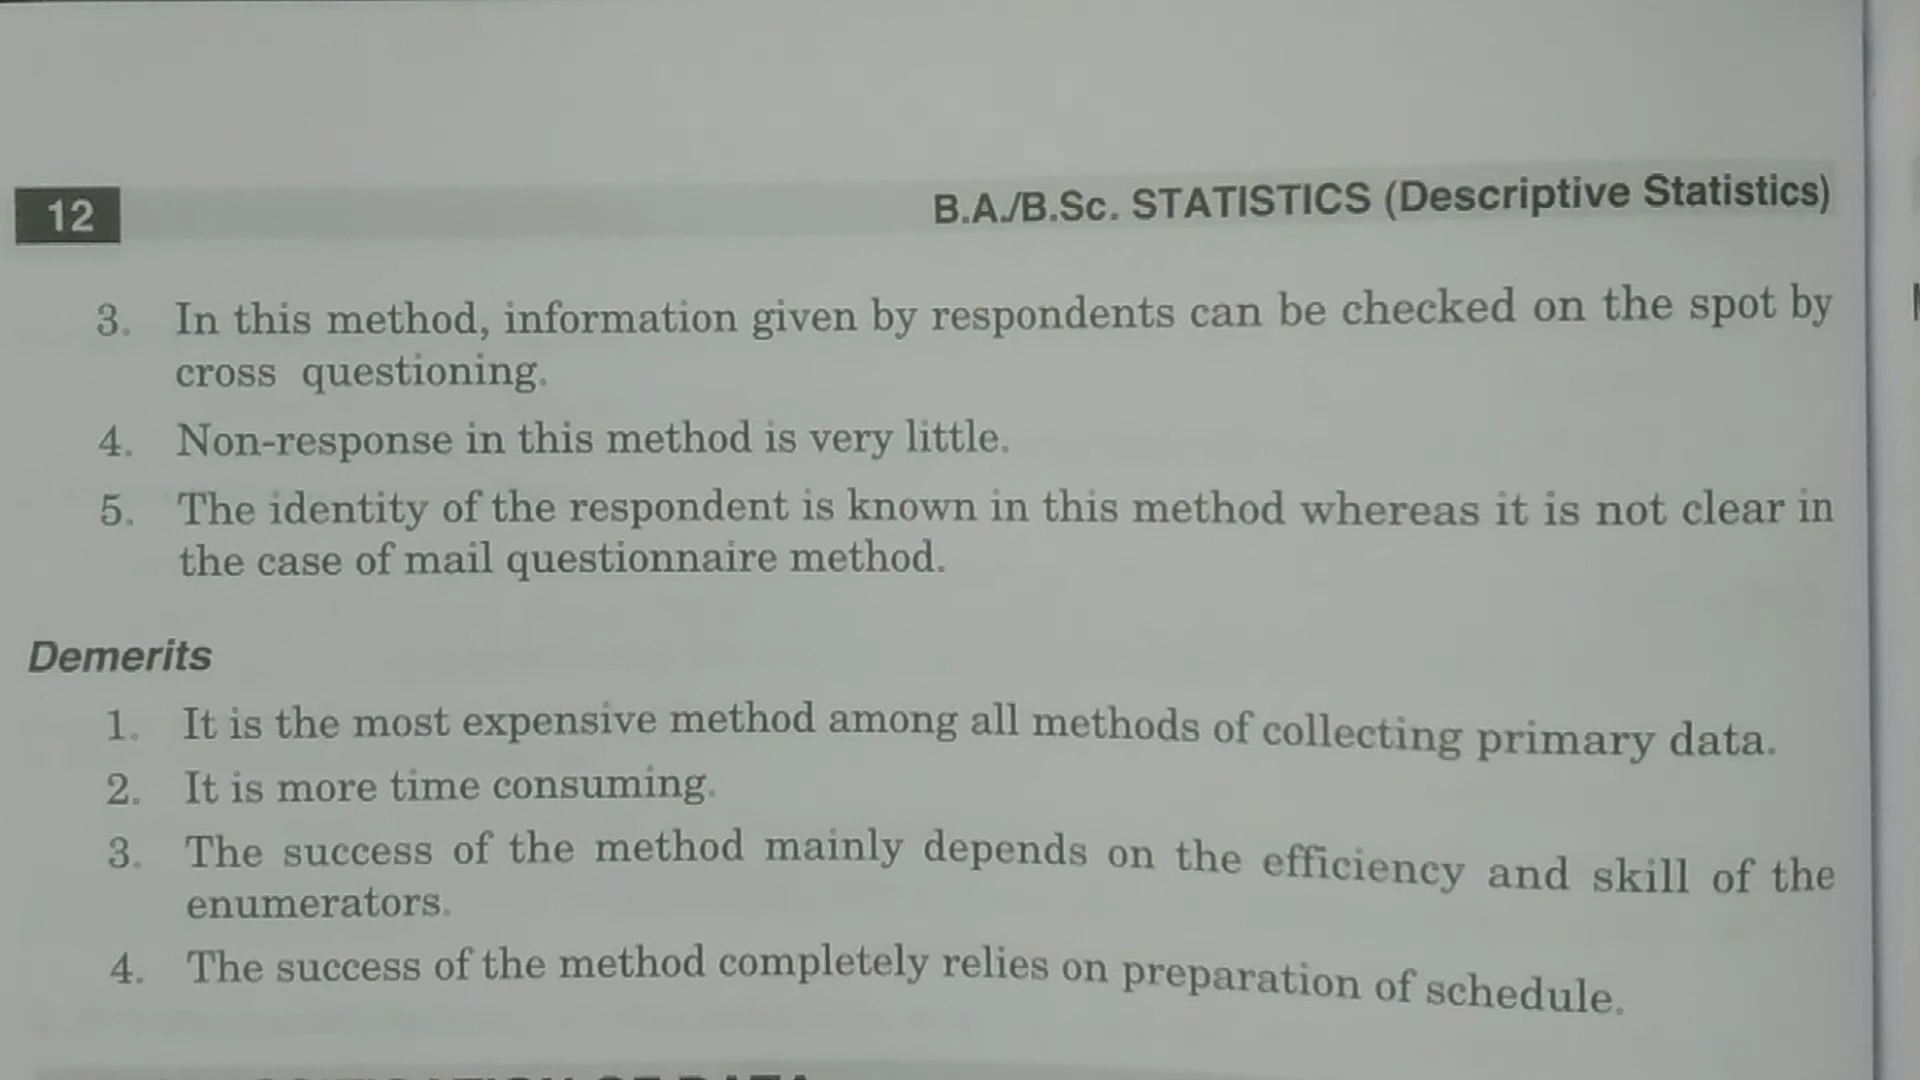 12
B.A./B.Sc. STATISTICS (Descriptive Statistics)
3. In this method, information given by respondents can be checked on the spot by
cross questioning.
4. Non-response in this method is very little.
5. The identity of the respondent is known in this method whereas it is not clear in
the case of mail questionnaire method.
Demerits
1. It is the most expensive method among all methods of collecting primary data.
2. It is more time consuming.
3. The success of the method mainly depends on the efficiency and skill of the
enumerators.
4. The success of the method completely relies on preparation of schedule.